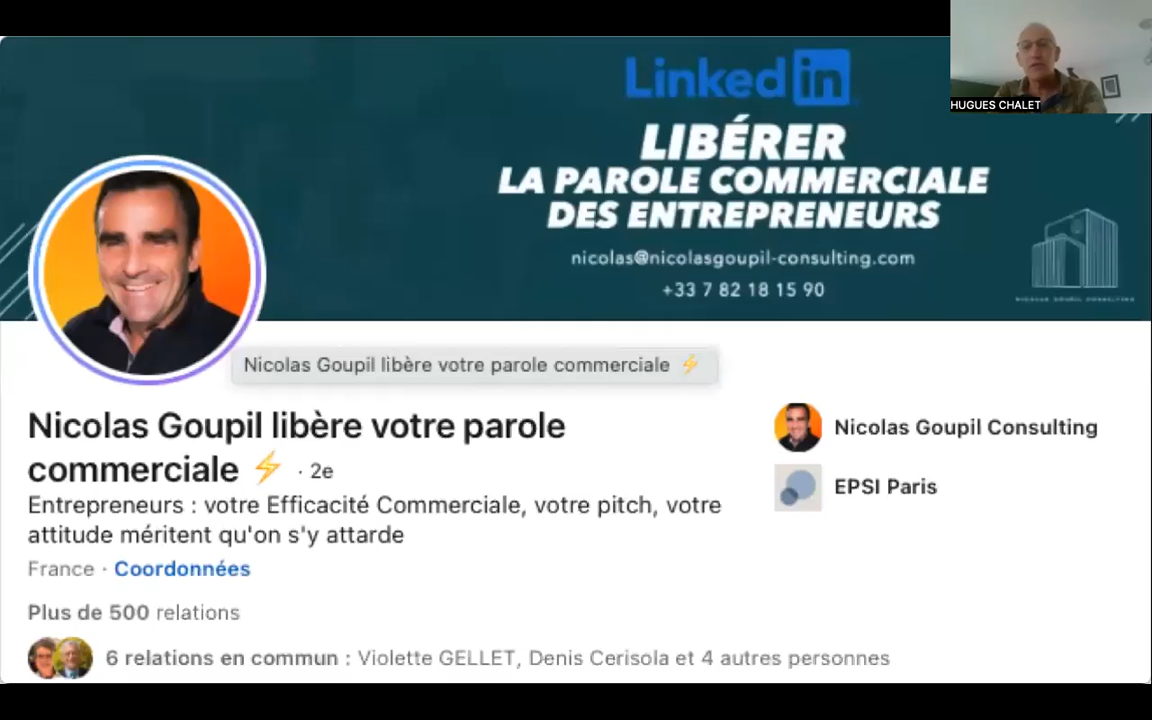 LinkedIn
HUGUES CHALET
LIBÉRER
LA PAROLE COMMERCIALE
DES ENTREPRENEURS
nicolas@nicolasgoupil-consulting.com
+33 7 82 18 15 90
NICOLAS GOUPIL CONSULTING
Nicolas Goupil libère votre parole commerciale ⚡
Nicolas Goupil libère votre parole
commerciale ⚡ · 2e
Entrepreneurs : votre Efficacité Commerciale, votre pitch, votre
attitude méritent qu'on s'y attarde
France · Coordonnées
Plus de 500 relations
6 relations en commun : Violette GELLET, Denis Cerisola et 4 autres personnes
Nicolas Goupil Consulting
EPSI Paris